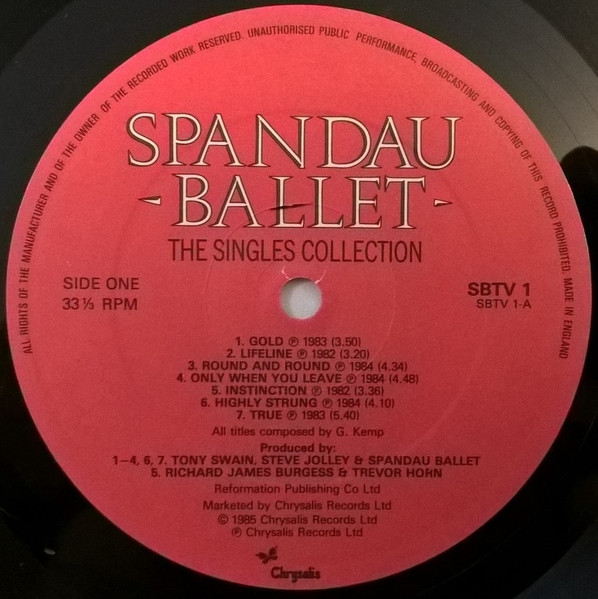 ALL RIGHTS OF THE MANUFACTURER AND OF THE OWNER OF THE RECORDED WORK RESERVED. UNAUTHORISED PUBLIC PERFORMANCE, BROADCASTING AND COPYING OF THIS RECORD PROHIBITED. MADE IN ENGLAND
SPANDAU
BALLET
THE SINGLES COLLECTION
SIDE ONE
33⅓ RPM
SBTV 1
SBTV 1-A
1. GOLD ℗ 1983 (3.50)
2. LIFELINE ℗ 1982 (3.20)
3. ROUND AND ROUND ℗ 1984 (4.34)
4. ONLY WHEN YOU LEAVE ℗ 1984 (4.48)
5. INSTINCTION ℗ 1982 (3.36)
6. HIGHLY STRUNG ℗ 1984 (4.10)
7. TRUE ℗ 1983 (5.40)
All titles composed by G. Kemp
Produced by:
1–4, 6, 7. TONY SWAIN, STEVE JOLLEY & SPANDAU BALLET
5. RICHARD JAMES BURGESS & TREVOR HORN
Reformation Publishing Co Ltd
Marketed by Chrysalis Records Ltd
© 1985 Chrysalis Records Ltd
℗ Chrysalis Records Ltd
Chrysalis